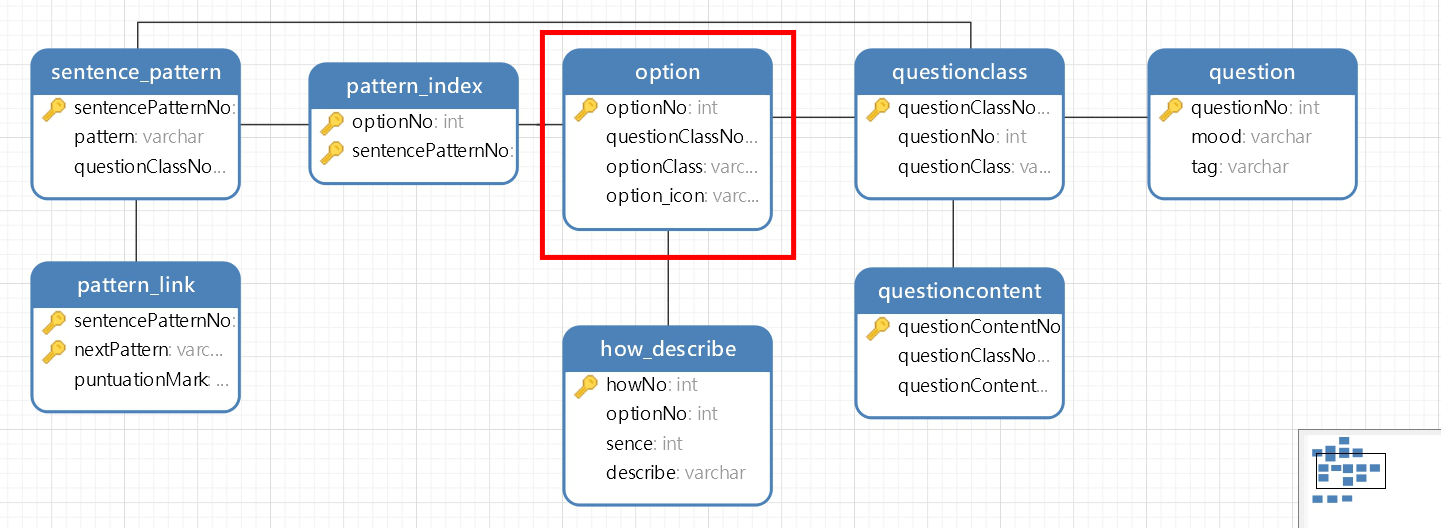 sentence_pattern
sentencePatternNo:
pattern: varchar
questionClassNo...
pattern_index
optionNo: int
sentencePatternNo:
option
optionNo: int
questionClassNo...
optionClass: varc...
option_icon: varc...
questionclass
questionClassNo...
questionNo: int
questionClass: va...
question
questionNo: int
mood: varchar
tag: varchar
pattern_link
sentencePatternNo:
nextPattern: varc...
puntuationMark: ...
how_describe
howNo: int
optionNo: int
sence: int
describe: varchar
questioncontent
questionContentNo
questionClassNo...
questionContent...